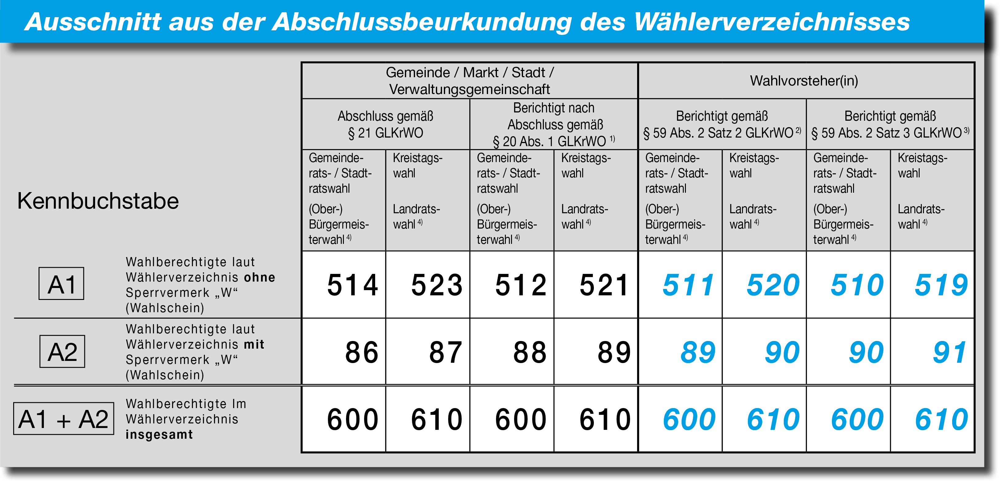 Ausschnitt aus der Abschlussbeurkundung des Wählerverzeichnisses
Gemeinde / Markt / Stadt /
Verwaltungsgemeinschaft
Wahlvorsteher(in)
Abschluss gemäß
§ 21 GLKrWO
Berichtigt nach
Abschluss gemäß
§ 20 Abs. 1 GLKrWO 1)
Berichtigt gemäß
§ 59 Abs. 2 Satz 2 GLKrWO 2)
Berichtigt gemäß
§ 59 Abs. 2 Satz 3 GLKrWO 3)
Kennbuchstabe
Gemeinde-
rats- / Stadt-
ratswahl
(Ober-)
Bürgermeis-
terwahl 4)
Kreistags-
wahl
Landrats-
wahl 4)
Gemeinde-
rats- / Stadt-
ratswahl
(Ober-)
Bürgermeis-
terwahl 4)
Kreistags-
wahl
Landrats-
wahl 4)
Gemeinde-
rats- / Stadt-
ratswahl
(Ober-)
Bürgermeis-
terwahl 4)
Kreistags-
wahl
Landrats-
wahl 4)
Gemeinde-
rats- / Stadt-
ratswahl
(Ober-)
Bürgermeis-
terwahl 4)
Kreistags-
wahl
Landrats-
wahl 4)
A1
Wahlberechtigte laut
Wählerverzeichnis ohne
Sperrvermerk „W“
(Wahlschein)
514 523 512 521 511 520 510 519
A2
Wahlberechtigte laut
Wählerverzeichnis mit
Sperrvermerk „W“
(Wahlschein)
86 87 88 89 89 90 90 91
A1 + A2
Wahlberechtigte Im
Wählerverzeichnis
insgesamt
600 610 600 610 600 610 600 610